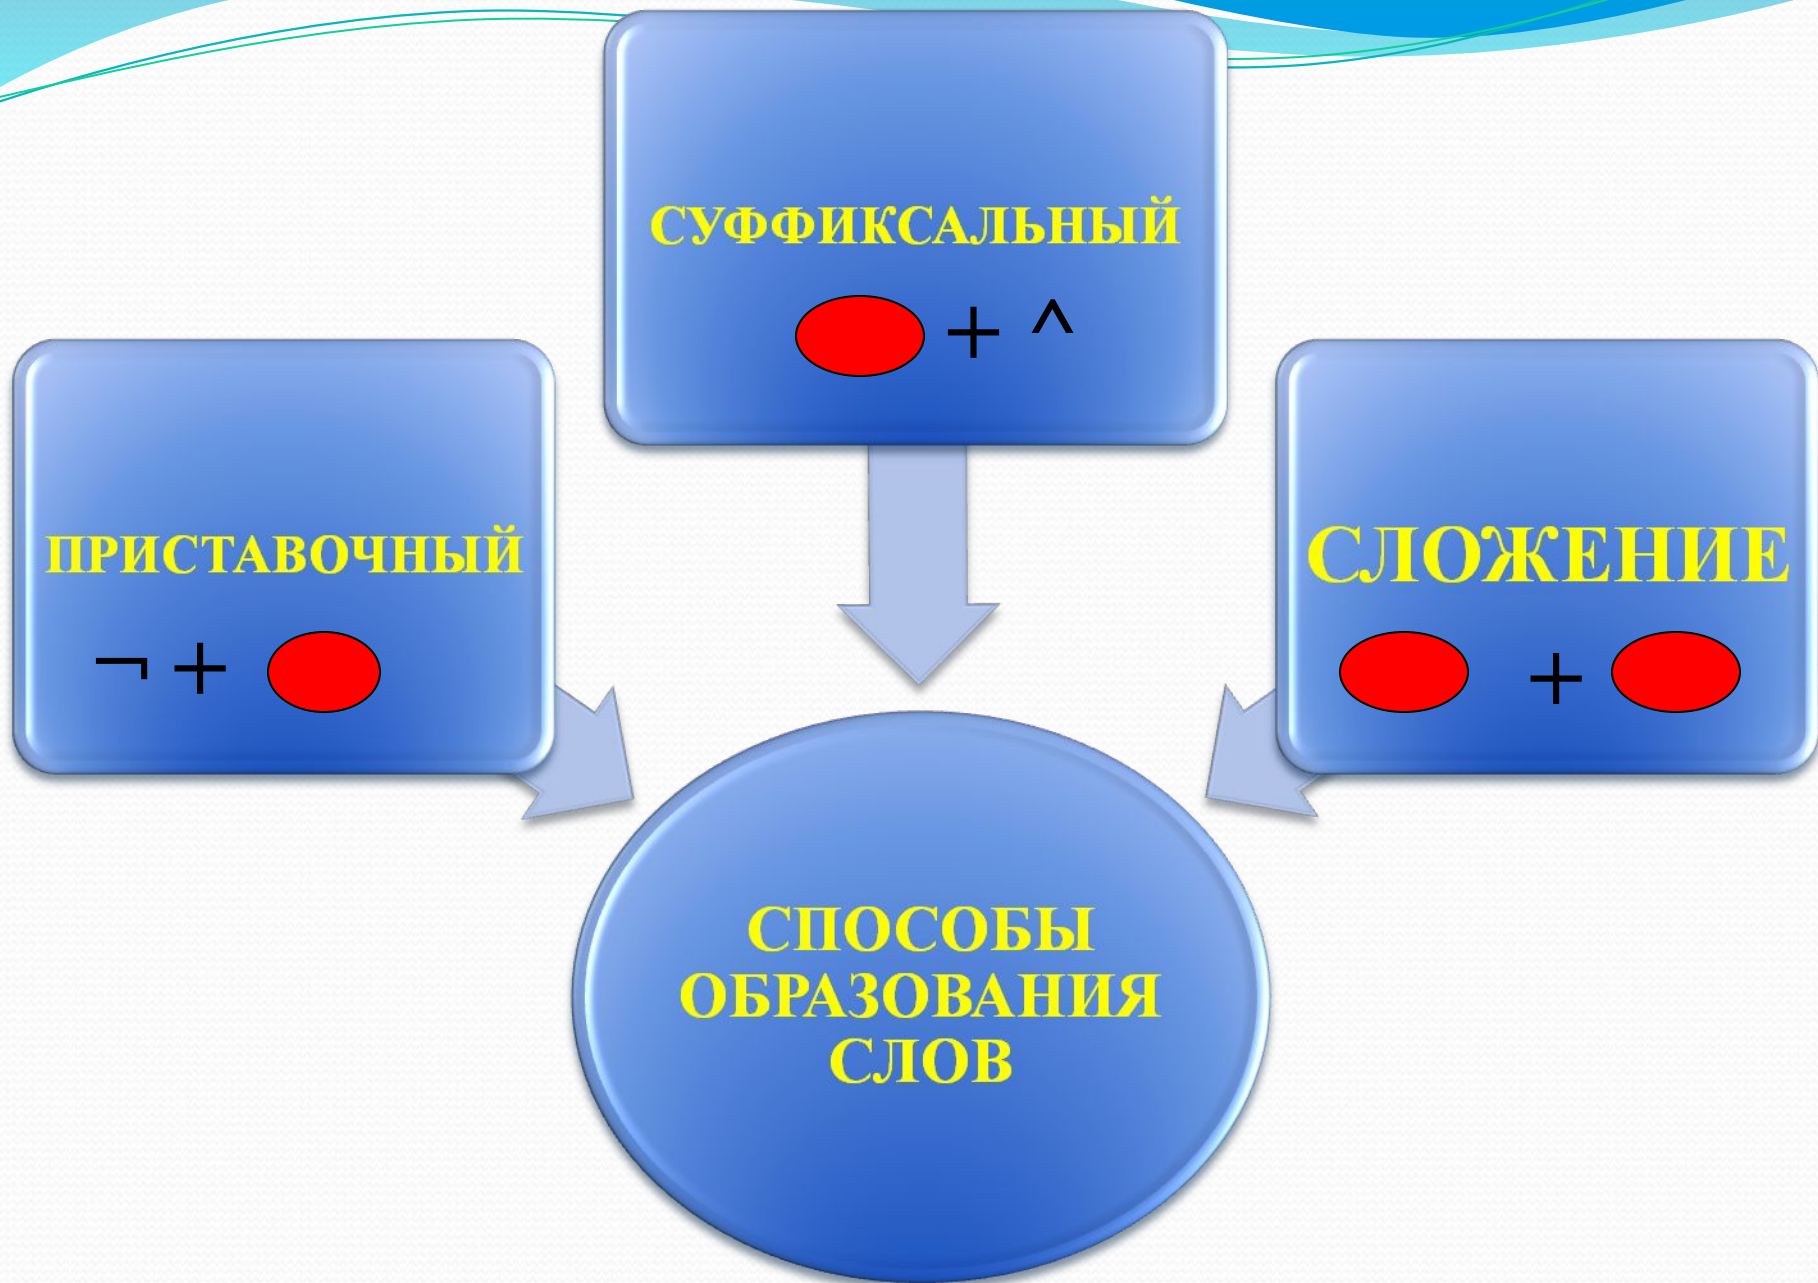 СУФФИКСАЛЬНЫЙ
+ ^
ПРИСТАВОЧНЫЙ
¬ +
СЛОЖЕНИЕ
+
СПОСОБЫ
ОБРАЗОВАНИЯ
СЛОВ